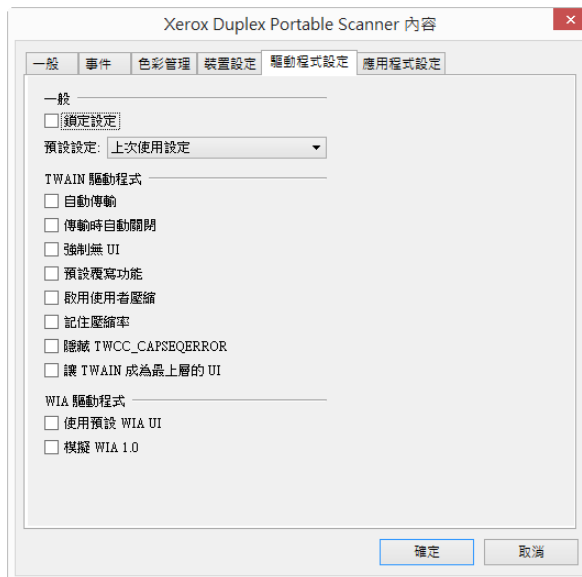 Xerox Duplex Portable Scanner 內容
一般 事件 色彩管理 裝置設定 驅動程式設定 應用程式設定
一般
鎖定設定
預設設定: 上次使用設定
TWAIN 驅動程式
自動傳輸
傳輸時自動關閉
強制無 UI
預設覆寫功能
啟用使用者壓縮
記住壓縮率
隱藏 TWCC_CAPSEQERROR
讓 TWAIN 成為最上層的 UI
WIA 驅動程式
使用預設 WIA UI
模擬 WIA 1.0
確定 取消